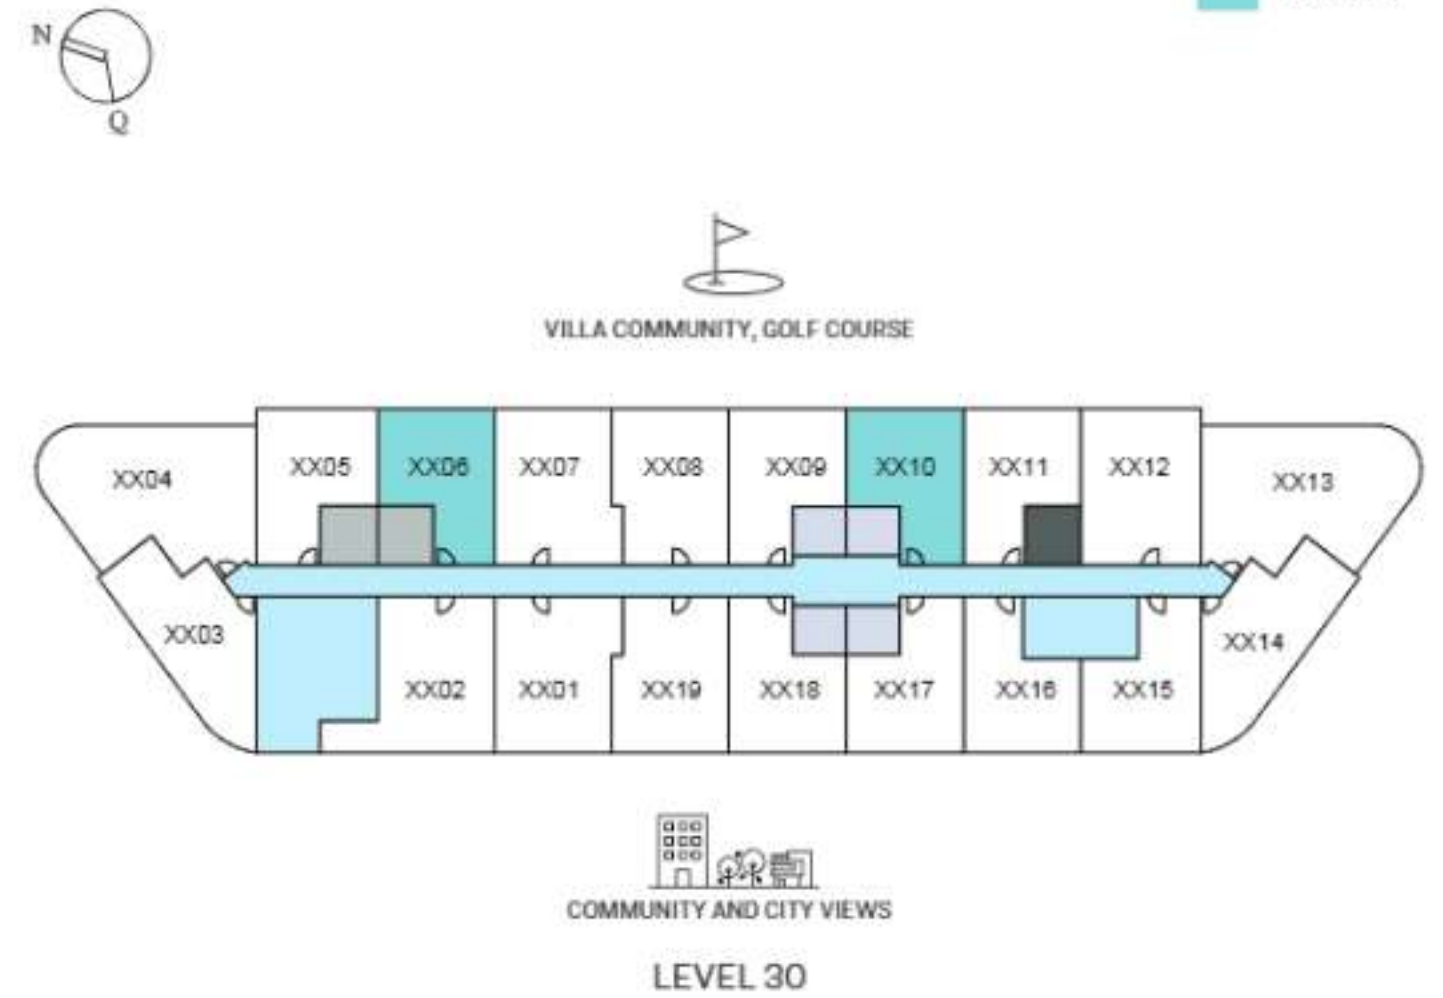 N
Q
VILLA COMMUNITY, GOLF COURSE
XX04
XX05
XX06
XX07
XX08
XX09
XX10
XX11
XX12
XX13
XX03
XX02
XX01
XX19
XX18
XX17
XX16
XX15
XX14
COMMUNITY AND CITY VIEWS
LEVEL 30